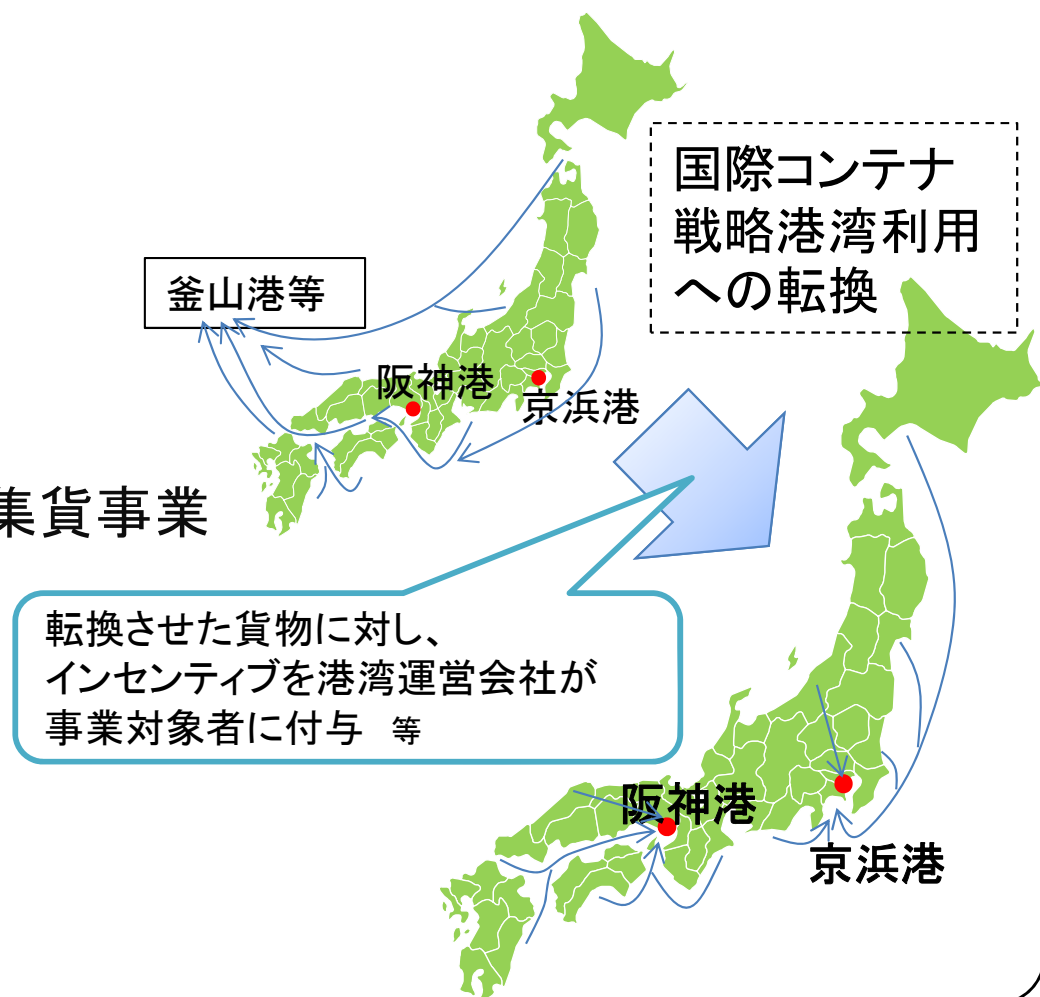 国際コンテナ
戦略港湾利用
への転換
釜山港等
阪神港
京浜港
集貨事業
転換させた貨物に対し、
インセンティブを港湾運営会社が
事業対象者に付与 等
阪神港
京浜港